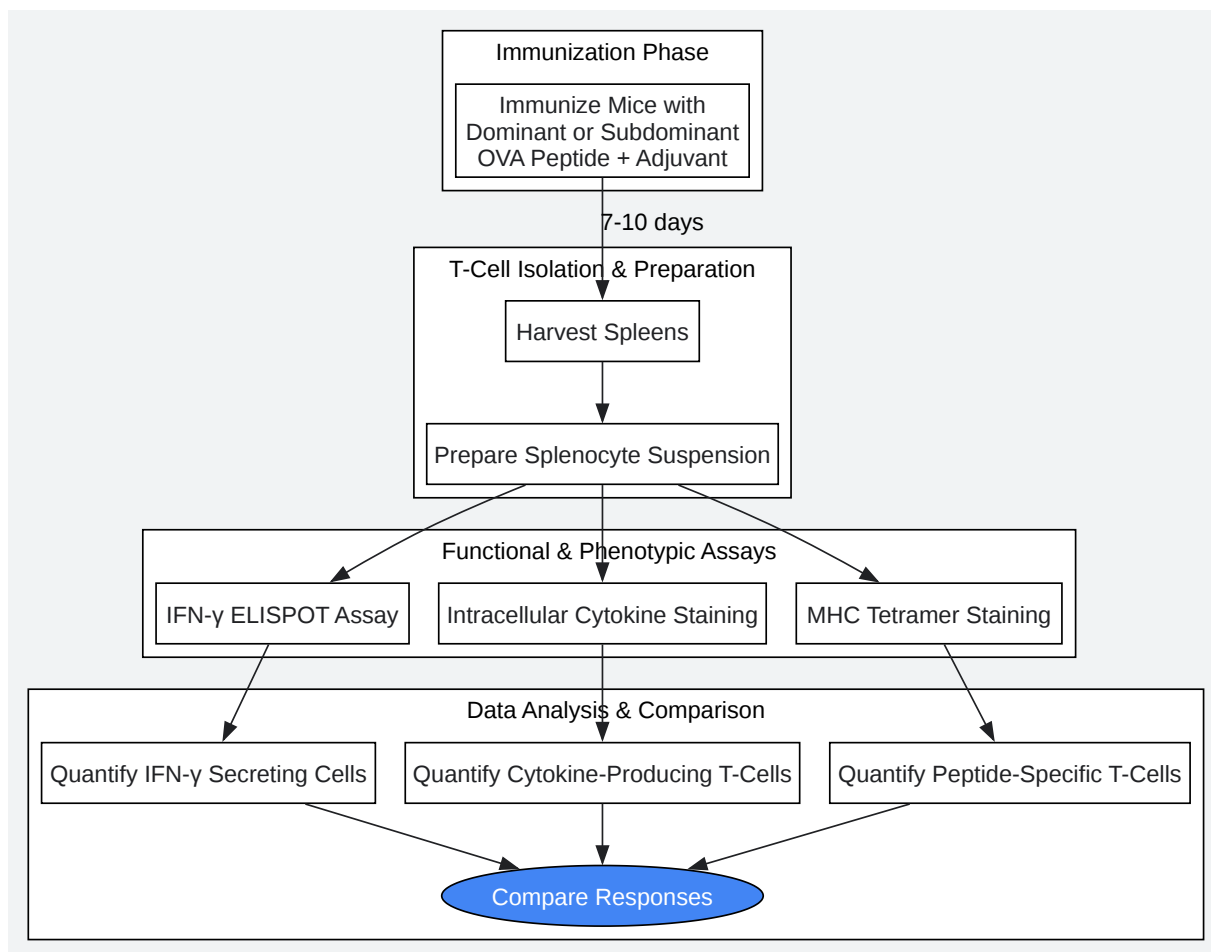 Immunization Phase
Immunize Mice with
Dominant or Subdominant
OVA Peptide + Adjuvant
7-10 days
T-Cell Isolation & Preparation
Harvest Spleens
Prepare Splenocyte Suspension
Functional & Phenotypic Assays
IFN-γ ELISPOT Assay
Intracellular Cytokine Staining
MHC Tetramer Staining
Data Analysis & Comparison
Quantify IFN-γ Secreting Cells
Quantify Cytokine-Producing T-Cells
Quantify Peptide-Specific T-Cells
Compare Responses